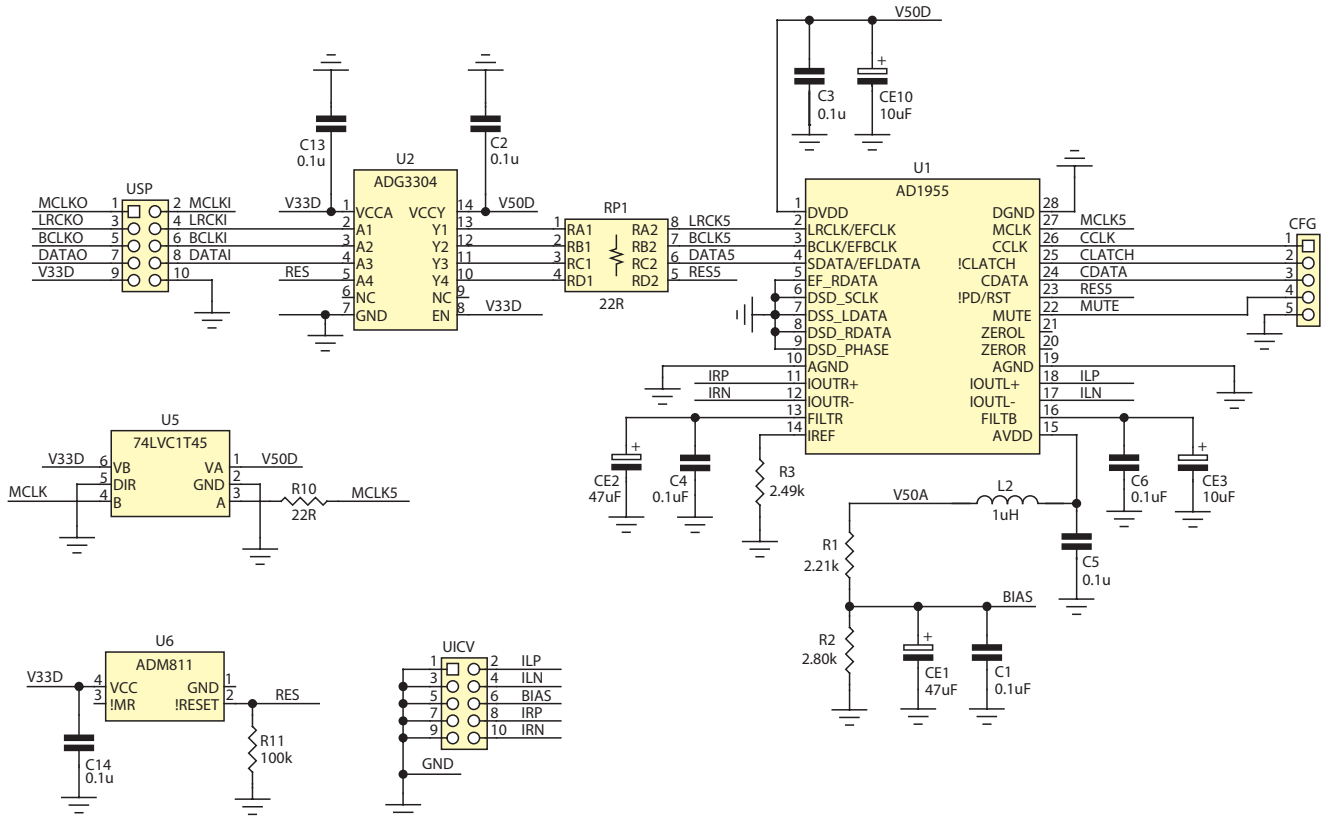 V50D
C3
0.1u
CE10
10uF
+
C13
0.1u
C2
0.1u
U2
ADG3304
V33D
1
VCCA
VCCY
14
V50D
2
A1
Y1
13
3
A2
Y2
12
4
A3
Y3
11
RES
5
A4
Y4
10
6
NC
NC
9
7
GND
EN
8
V33D
USP
MCLKO
1
2
MCLKI
LRCKO
3
4
LRCKI
BCLKO
5
6
BCLKI
DATAO
7
8
DATAI
V33D
9
10
RP1
1
RA1
RA2
8
LRCK5
2
RB1
RB2
7
BCLK5
3
RC1
RC2
6
DATA5
4
RD1
RD2
5
RES5
22R
U1
AD1955
1
DVDD
DGND
28
2
LRCK/EFCLK
MCLK
27
MCLK5
3
BCLK/EFBCLK
CCLK
26
CCLK
4
SDATA/EFLDATA
!CLATCH
25
CLATCH
5
EF_RDATA
CDATA
24
CDATA
6
DSD_SCLK
!PD/RST
23
RES5
7
DSS_LDATA
MUTE
22
MUTE
8
DSD_RDATA
ZEROL
21
9
DSD_PHASE
ZEROR
20
10
AGND
AGND
19
IRP
11
IOUTR+
IOUTL+
18
ILP
IRN
12
IOUTR-
IOUTL-
17
ILN
13
FILTR
FILTB
16
14
IREF
AVDD
15
CFG
1
2
3
4
5
+
CE2
47uF
C4
0.1uF
R3
2.49k
C6
0.1uF
+
CE3
10uF
V50A
L2
1uH
R1
2.21k
C5
0.1u
BIAS
R2
2.80k
+
CE1
47uF
C1
0.1uF
U5
74LVC1T45
V33D
6
VB
VA
1
V50D
5
DIR
GND
2
MCLK
4
B
A
3
R10
22R
MCLK5
U6
ADM811
V33D
4
VCC
GND
1
3
!MR
!RESET
2
RES
R11
100k
C14
0.1u
UICV
1
2
ILP
3
4
ILN
5
6
BIAS
7
8
IRP
9
10
IRN
GND